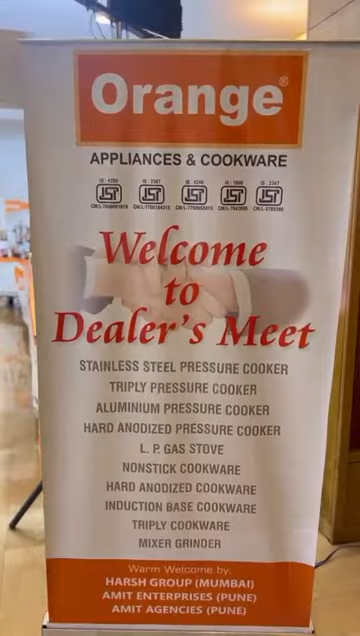 Orange®
APPLIANCES & COOKWARE
Welcome
to
Dealer's Meet
STAINLESS STEEL PRESSURE COOKER
TRIPLY PRESSURE COOKER
ALUMINIUM PRESSURE COOKER
HARD ANODIZED PRESSURE COOKER
L. P. GAS STOVE
NONSTICK COOKWARE
HARD ANODIZED COOKWARE
INDUCTION BASE COOKWARE
TRIPLY COOKWARE
MIXER GRINDER
Warm Welcome by:
HARSH GROUP (MUMBAI)
AMIT ENTERPRISES (PUNE)
AMIT AGENCIES (PUNE)